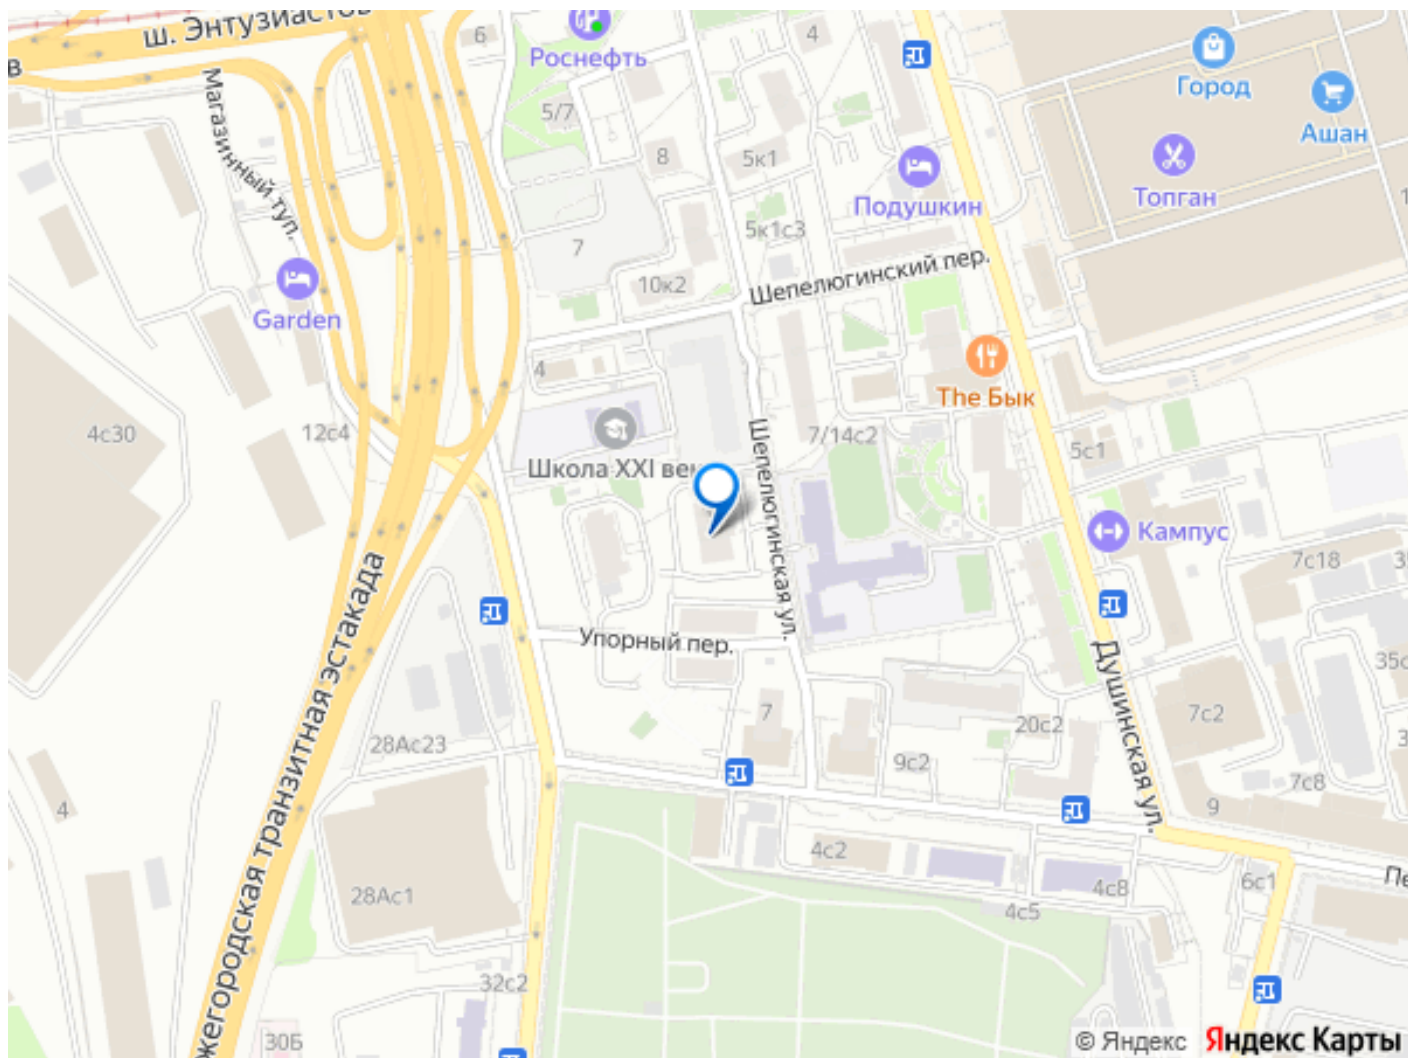 ш. Энтузиастов
в
6
Роснефть
4
Город
Ашан
Магазинный туп.
5/7
8
5к1
Топган
Подушкин
5к1с3
7
10к2
Шепелюгинский пер.
Garden
4
The Бык
4с30
12с4
Школа XXI век
Шепелюгинская ул.
7/14с2
5с1
Кампус
7с18
Упорный пер.
Душинская ул.
жегородская транзитная эстакада
28Ас23
7
20с2
7с2
9с2
7с8
4
9
4с2
28Ас1
4с8
4с5
6с1
32с2
30Б
© Яндекс Яндекс Карты